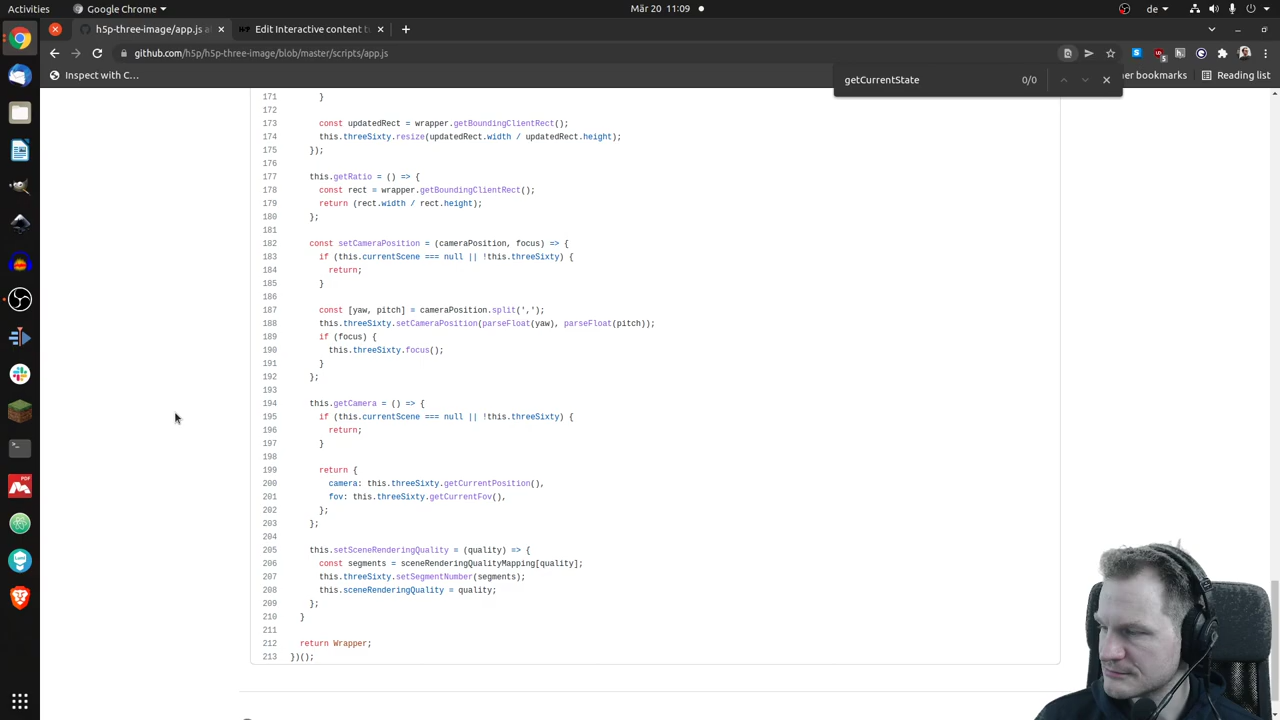 Activities
Google Chrome
Mär 20 11:09
de
h5p-three-image/app.js a
Edit Interactive content t
github.com/h5p/h5p-three-image/blob/master/scripts/app.js
Inspect with C…
getCurrentState
0/0
her bookmarks
Reading list
171 }
172
173 const updatedRect = wrapper.getBoundingClientRect();
174 this.threeSixty.resize(updatedRect.width / updatedRect.height);
175 });
176
177 this.getRatio = () => {
178 const rect = wrapper.getBoundingClientRect();
179 return (rect.width / rect.height);
180 };
181
182 const setCameraPosition = (cameraPosition, focus) => {
183 if (this.currentScene === null || !this.threeSixty) {
184 return;
185 }
186
187 const [yaw, pitch] = cameraPosition.split(',');
188 this.threeSixty.setCameraPosition(parseFloat(yaw), parseFloat(pitch));
189 if (focus) {
190 this.threeSixty.focus();
191 }
192 };
193
194 this.getCamera = () => {
195 if (this.currentScene === null || !this.threeSixty) {
196 return;
197 }
198
199 return {
200 camera: this.threeSixty.getCurrentPosition(),
201 fov: this.threeSixty.getCurrentFov(),
202 };
203 };
204
205 this.setSceneRenderingQuality = (quality) => {
206 const segments = sceneRenderingQualityMapping[quality];
207 this.threeSixty.setSegmentNumber(segments);
208 this.sceneRenderingQuality = quality;
209 };
210 }
211
212 return Wrapper;
213 })();